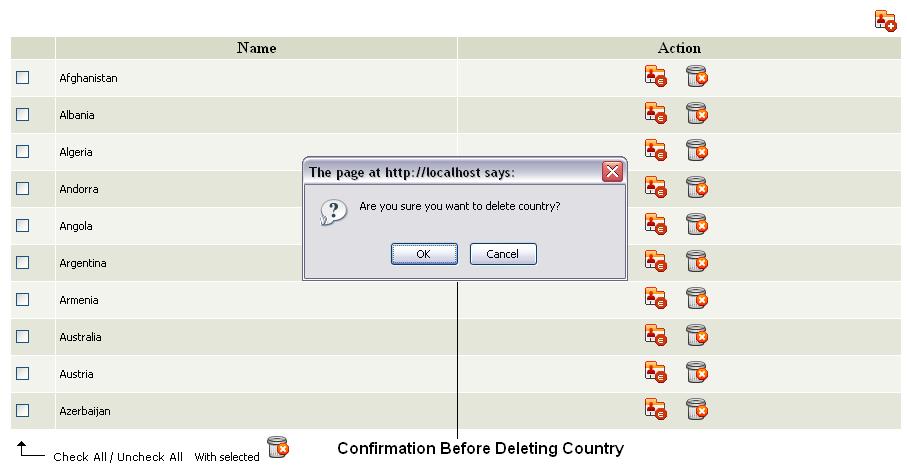 Name Action
Afghanistan
Albania
Algeria
Andorra
Angola
Argentina
Armenia
Australia
Austria
Azerbaijan
The page at http://localhost says:
Are you sure you want to delete country?
OK Cancel
Check All / Uncheck All With selected
Confirmation Before Deleting Country